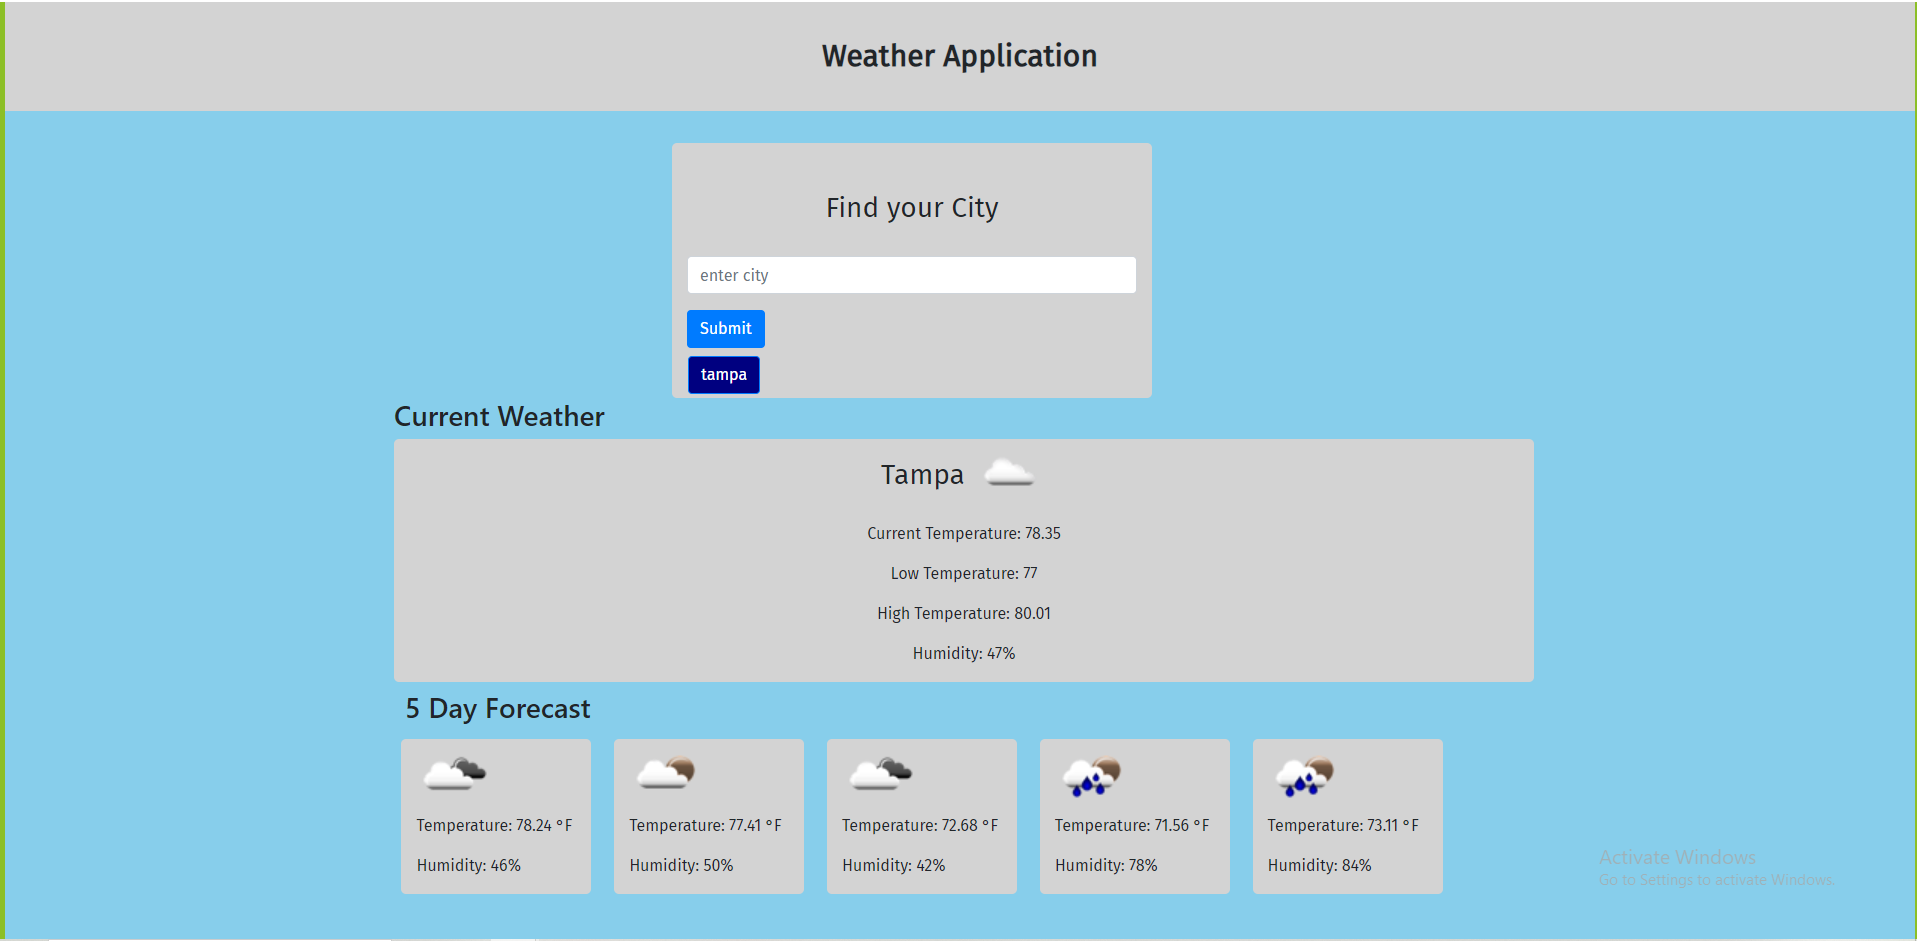 Weather Application
Find your City
enter city
Submit
tampa
Current Weather
Tampa
Current Temperature: 78.35
Low Temperature: 77
High Temperature: 80.01
Humidity: 47%
5 Day Forecast
Temperature: 78.24 °F
Humidity: 46%
Temperature: 77.41 °F
Humidity: 50%
Temperature: 72.68 °F
Humidity: 42%
Temperature: 71.56 °F
Humidity: 78%
Temperature: 73.11 °F
Humidity: 84%
Activate Windows
Go to Settings to activate Windows.